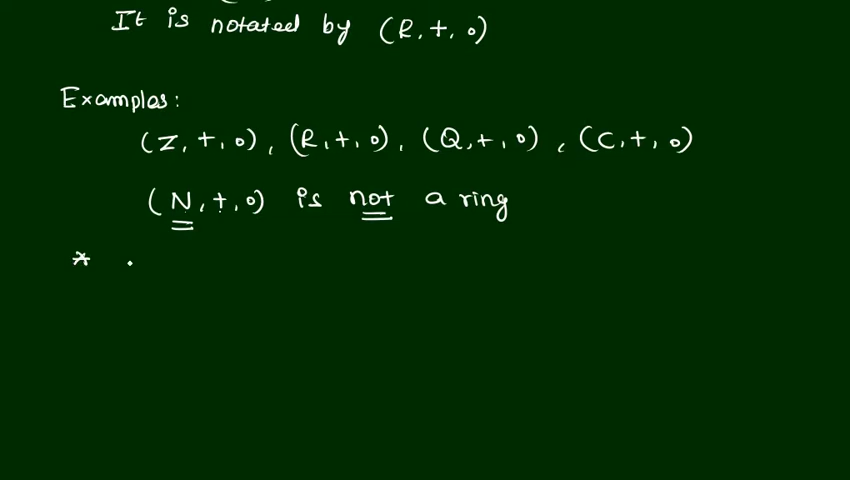 It is notated by (R, +, o)
Examples:
(Z, +, o), (R, +, o), (Q, +, o), (C, +, o)
(N, +, o) is not a ring
* .